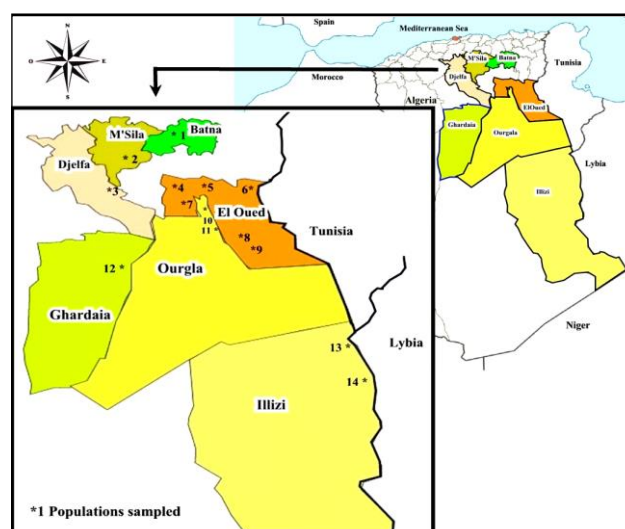 N
O
E
S
Spain
Mediterranean Sea
Morocco
Algeria
Tunisia
M'Sila
Batna
Djelfa
ElOued
Ghardaia
Ourgala
Lybia
Illizi
Niger
M'Sila
Batna
* 1
* 2
Djelfa
*3
*4
*5
6*
*7
*
10
El Oued
11 *
*8
*9
Tunisia
12 *
Ourgla
Ghardaia
13 *
Lybia
14 *
Illizi
*1 Populations sampled